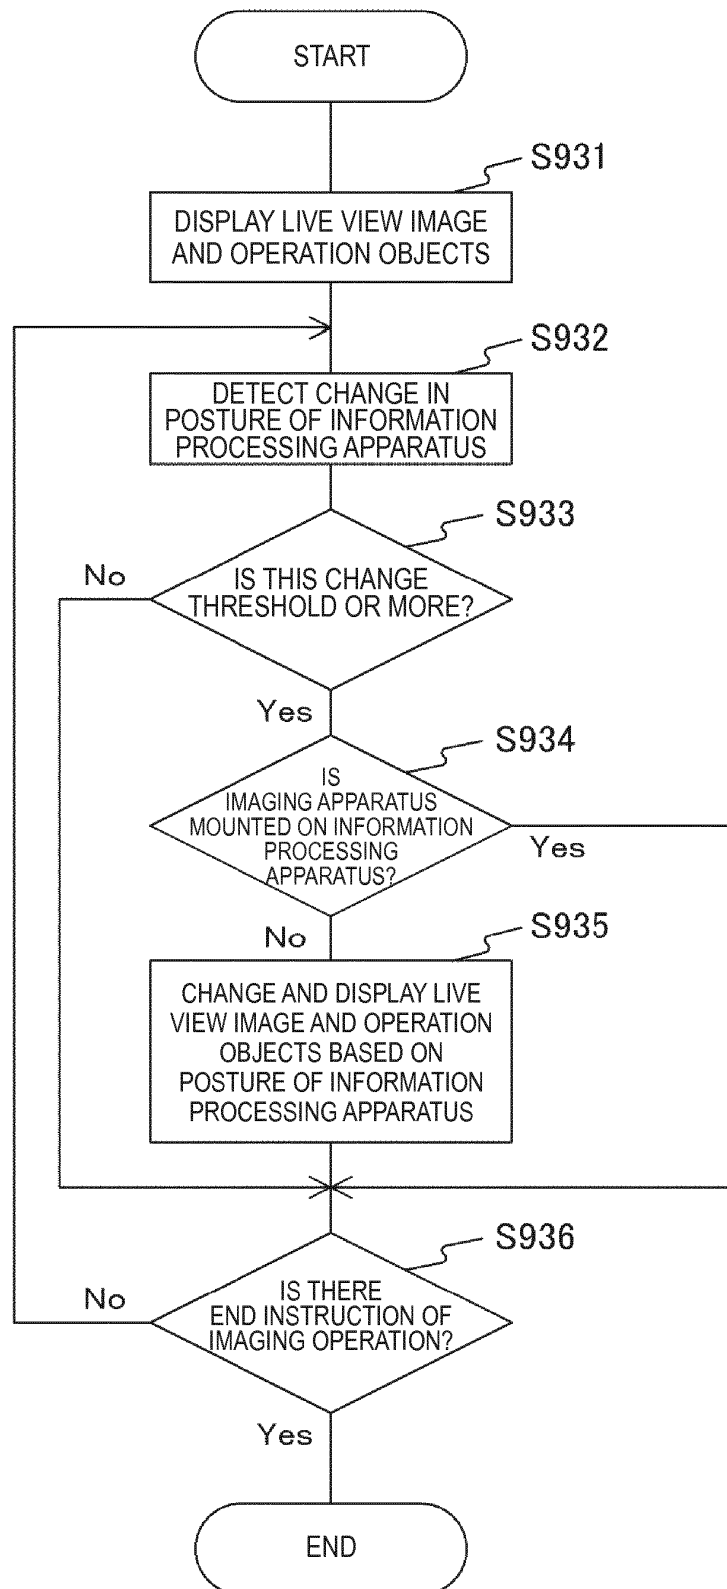 START
S931
DISPLAY LIVE VIEW IMAGE
AND OPERATION OBJECTS
S932
DETECT CHANGE IN
POSTURE OF INFORMATION
PROCESSING APPARATUS
S933
No
IS THIS CHANGE
THRESHOLD OR MORE?
Yes
S934
IS
IMAGING APPARATUS
MOUNTED ON INFORMATION
PROCESSING
APPARATUS?
Yes
No
S935
CHANGE AND DISPLAY LIVE
VIEW IMAGE AND OPERATION
OBJECTS BASED ON
POSTURE OF INFORMATION
PROCESSING APPARATUS
S936
No
IS THERE
END INSTRUCTION OF
IMAGING OPERATION?
Yes
END